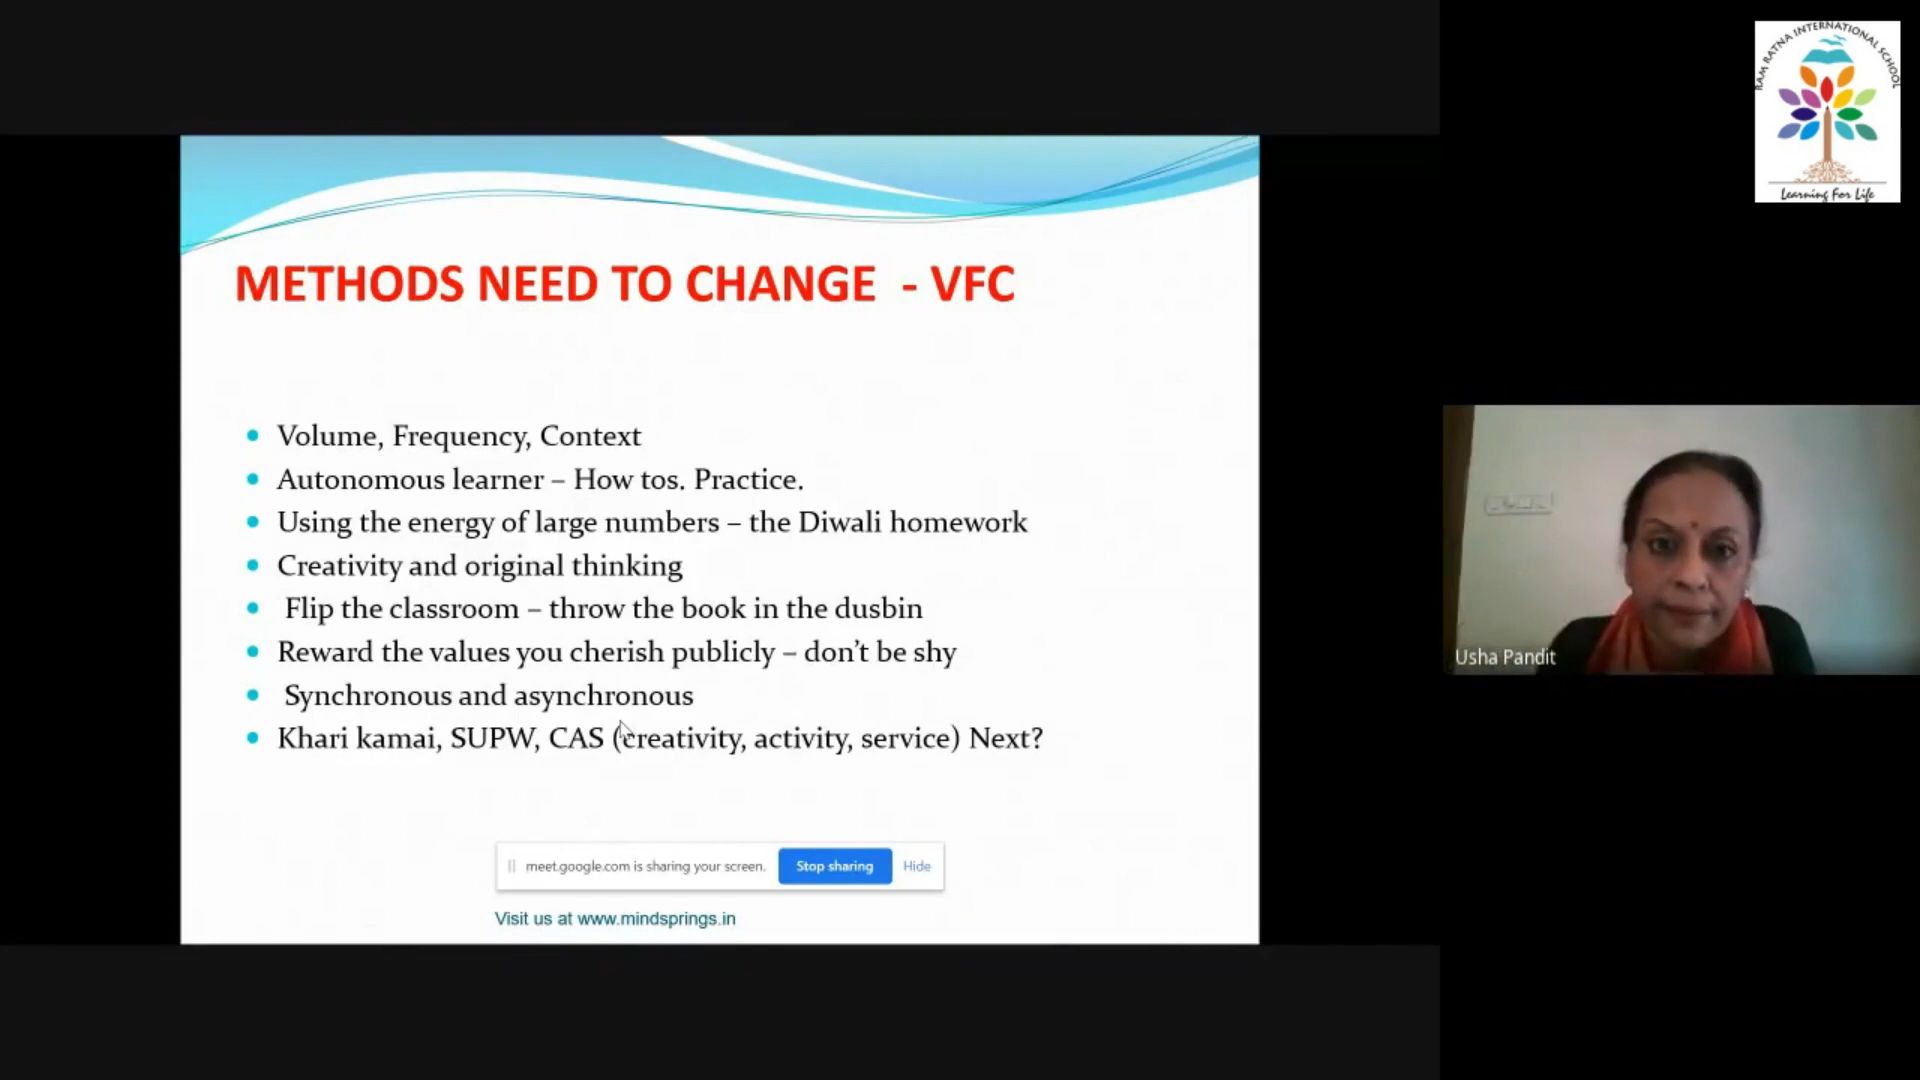 RAM RATNA INTERNATIONAL SCHOOL
Learning For Life
METHODS NEED TO CHANGE - VFC
• Volume, Frequency, Context
• Autonomous learner – How tos. Practice.
• Using the energy of large numbers – the Diwali homework
• Creativity and original thinking
• Flip the classroom – throw the book in the dusbin
• Reward the values you cherish publicly – don't be shy
• Synchronous and asynchronous
• Khari kamai, SUPW, CAS (creativity, activity, service) Next?
Usha Pandit
meet.google.com is sharing your screen. Stop sharing Hide
Visit us at www.mindsprings.in